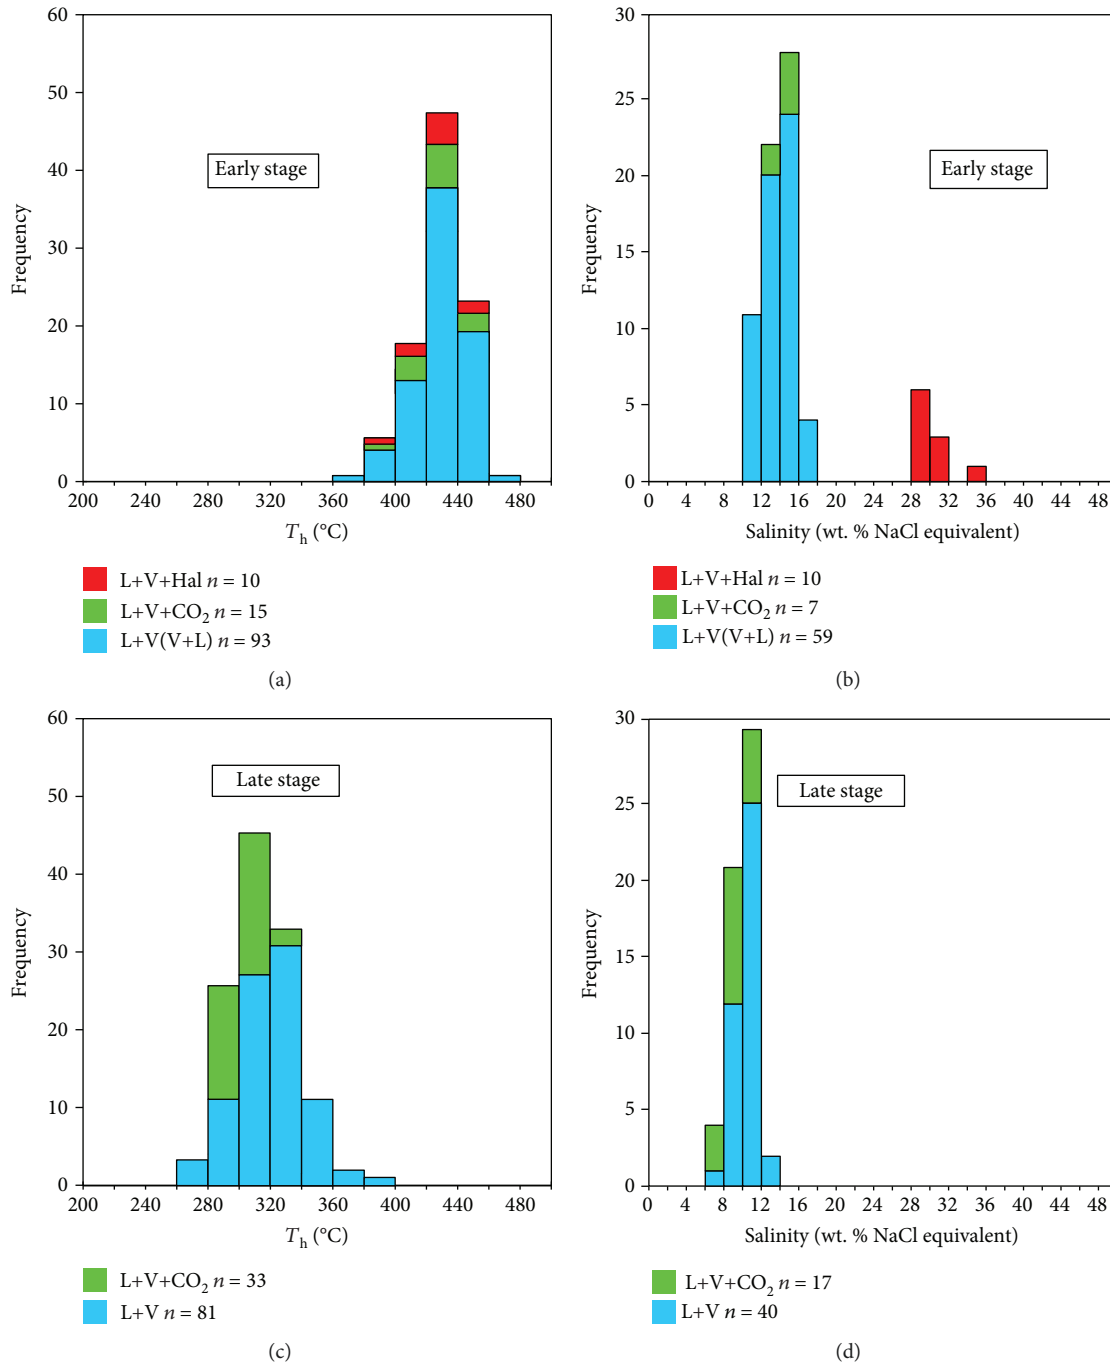 60
50
40
30
20
10
0
Frequency
Early stage
200 240 280 320 360 400 440 480
Th (°C)
L+V+Hal n = 10
L+V+CO2 n = 15
L+V(V+L) n = 93
(a)
30
25
20
15
10
5
0
Frequency
Early stage
0 4 8 12 16 20 24 28 32 36 40 44 48
Salinity (wt. % NaCl equivalent)
L+V+Hal n = 10
L+V+CO2 n = 7
L+V(V+L) n = 59
(b)
60
50
40
30
20
10
0
Frequency
Late stage
200 240 280 320 360 400 440 480
Th (°C)
L+V+CO2 n = 33
L+V n = 81
(c)
30
25
20
15
10
5
0
Frequency
Late stage
0 4 8 12 16 20 24 28 32 36 40 44 48
Salinity (wt. % NaCl equivalent)
L+V+CO2 n = 17
L+V n = 40
(d)